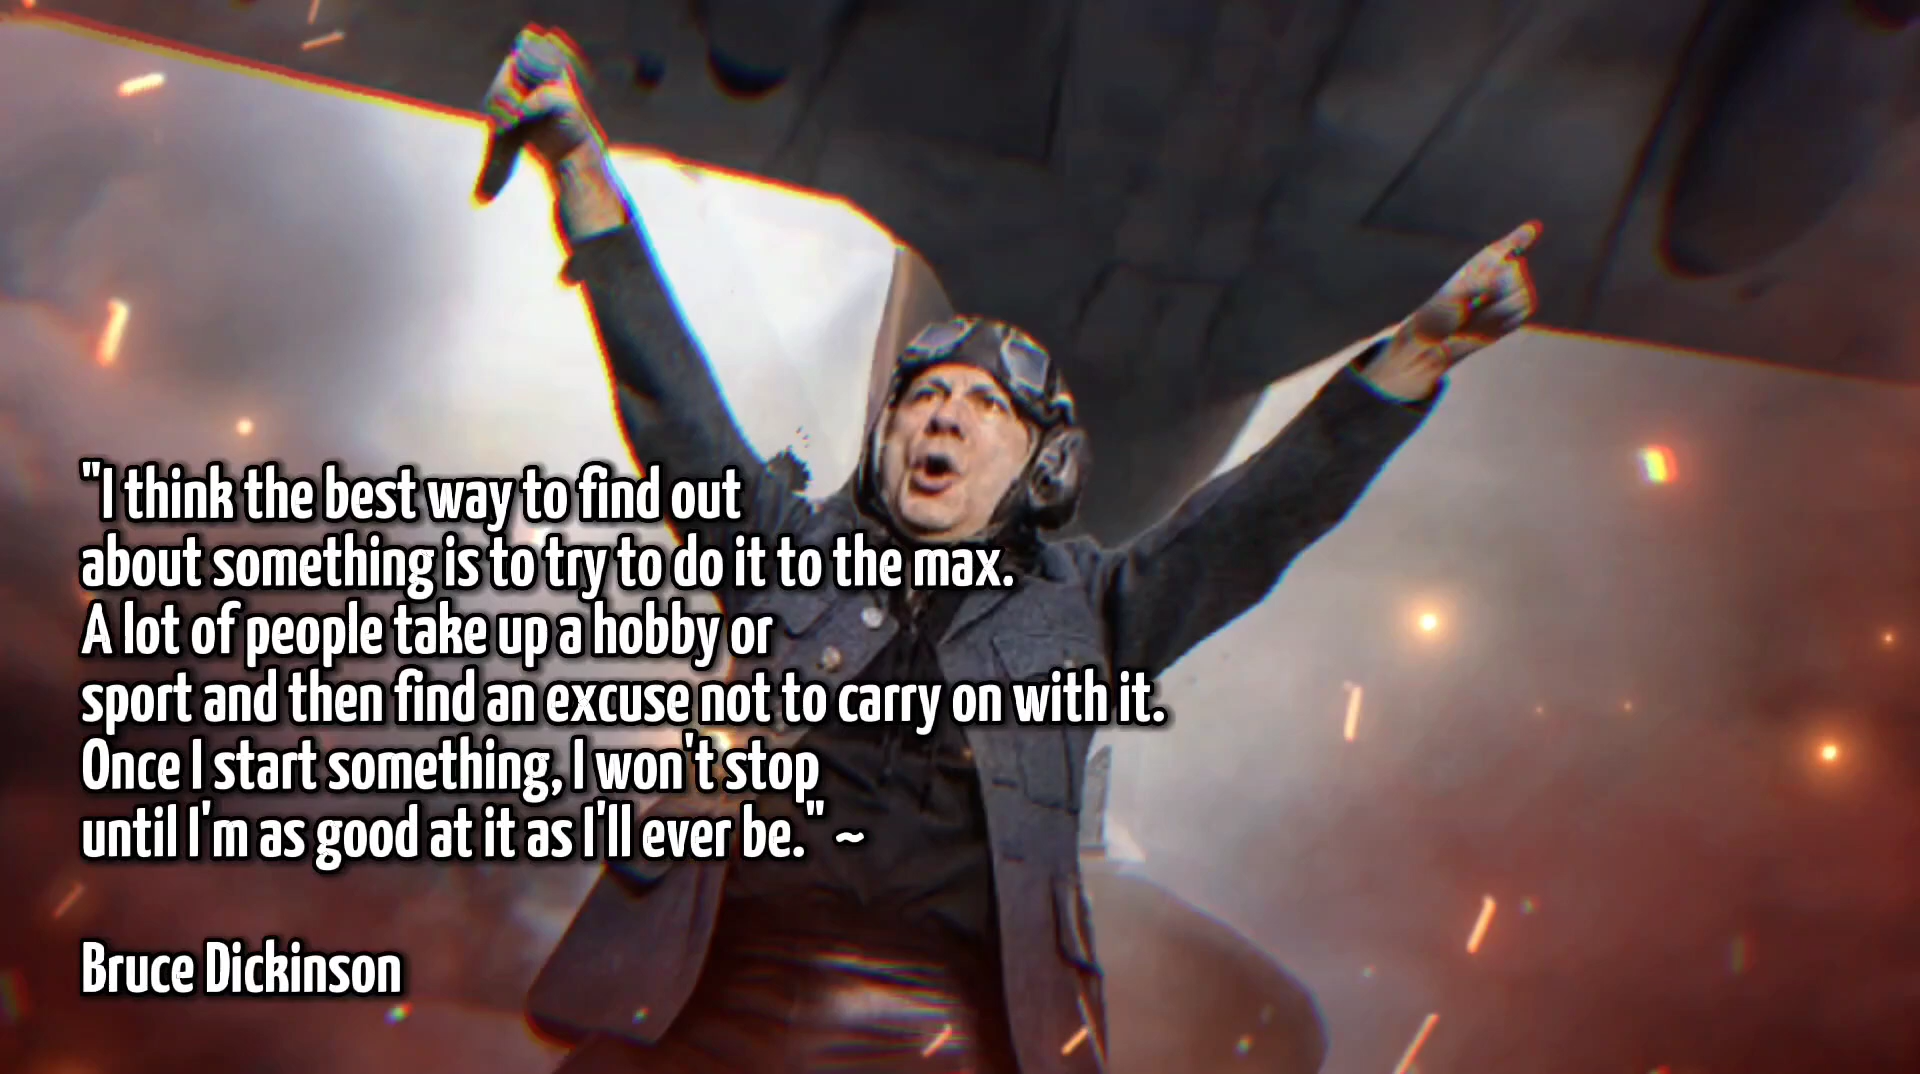 "I think the best way to find out
about something is to try to do it to the max.
A lot of people take up a hobby or
sport and then find an excuse not to carry on with it.
Once I start something, I won't stop
until I'm as good at it as I'll ever be." ~
Bruce Dickinson